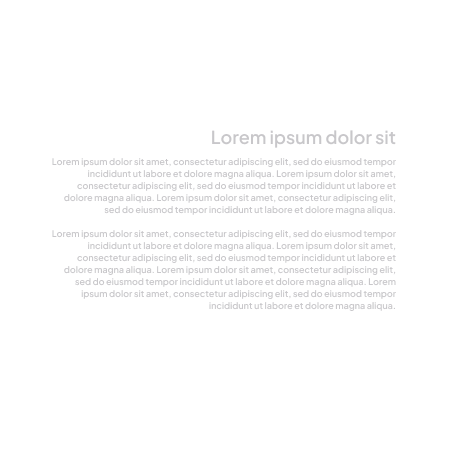 Lorem ipsum dolor sit
Lorem ipsum dolor sit amet, consectetur adipiscing elit, sed do eiusmod tempor
incididunt ut labore et dolore magna aliqua. Lorem ipsum dolor sit amet,
consectetur adipiscing elit, sed do eiusmod tempor incididunt ut labore et
dolore magna aliqua. Lorem ipsum dolor sit amet, consectetur adipiscing elit,
sed do eiusmod tempor incididunt ut labore et dolore magna aliqua.
Lorem ipsum dolor sit amet, consectetur adipiscing elit, sed do eiusmod tempor
incididunt ut labore et dolore magna aliqua. Lorem ipsum dolor sit amet,
consectetur adipiscing elit, sed do eiusmod tempor incididunt ut labore et
dolore magna aliqua. Lorem ipsum dolor sit amet, consectetur adipiscing elit,
sed do eiusmod tempor incididunt ut labore et dolore magna aliqua. Lorem
ipsum dolor sit amet, consectetur adipiscing elit, sed do eiusmod tempor
incididunt ut labore et dolore magna aliqua.